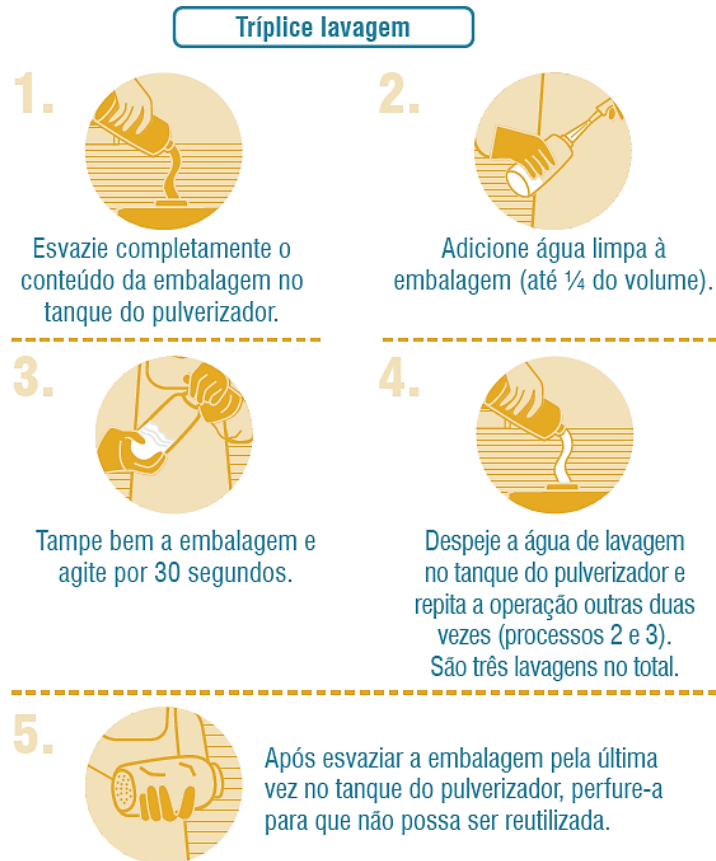 Tríplice lavagem
1.
Esvazie completamente o
conteúdo da embalagem no
tanque do pulverizador.
2.
Adicione água limpa à
embalagem (até ¼ do volume).
3.
Tampe bem a embalagem e
agite por 30 segundos.
4.
Despeje a água de lavagem
no tanque do pulverizador e
repita a operação outras duas
vezes (processos 2 e 3).
São três lavagens no total.
5.
Após esvaziar a embalagem pela última
vez no tanque do pulverizador, perfure-a
para que não possa ser reutilizada.